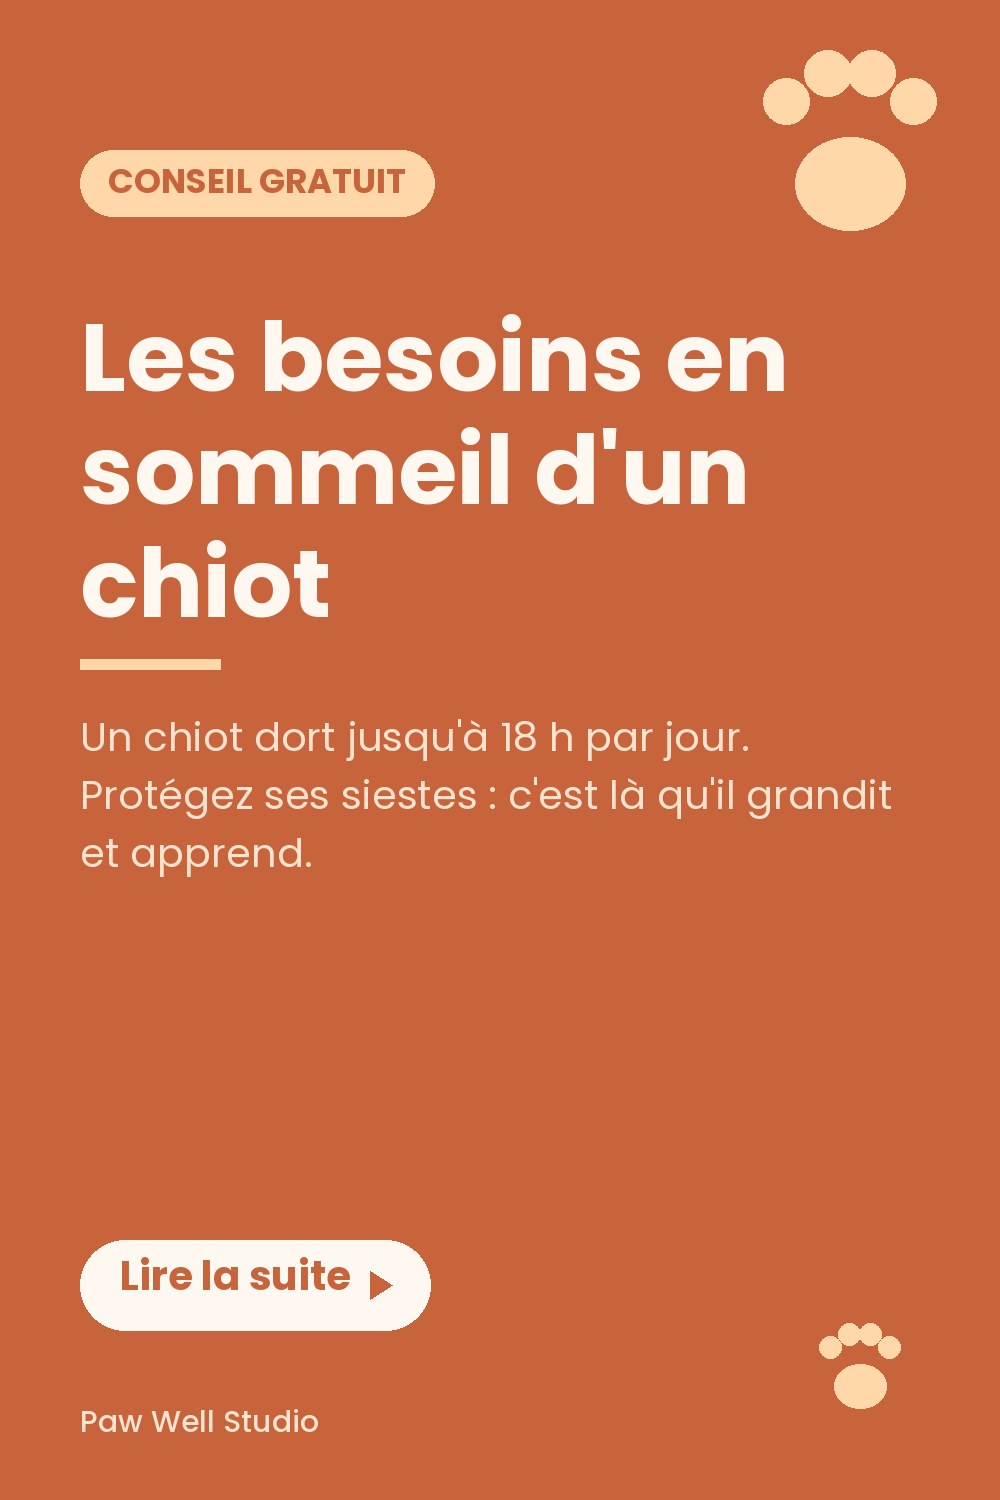 CONSEIL GRATUIT
Les besoins en
sommeil d'un
chiot
Un chiot dort jusqu'à 18 h par jour.
Protégez ses siestes : c'est là qu'il grandit
et apprend.
Lire la suite
Paw Well Studio